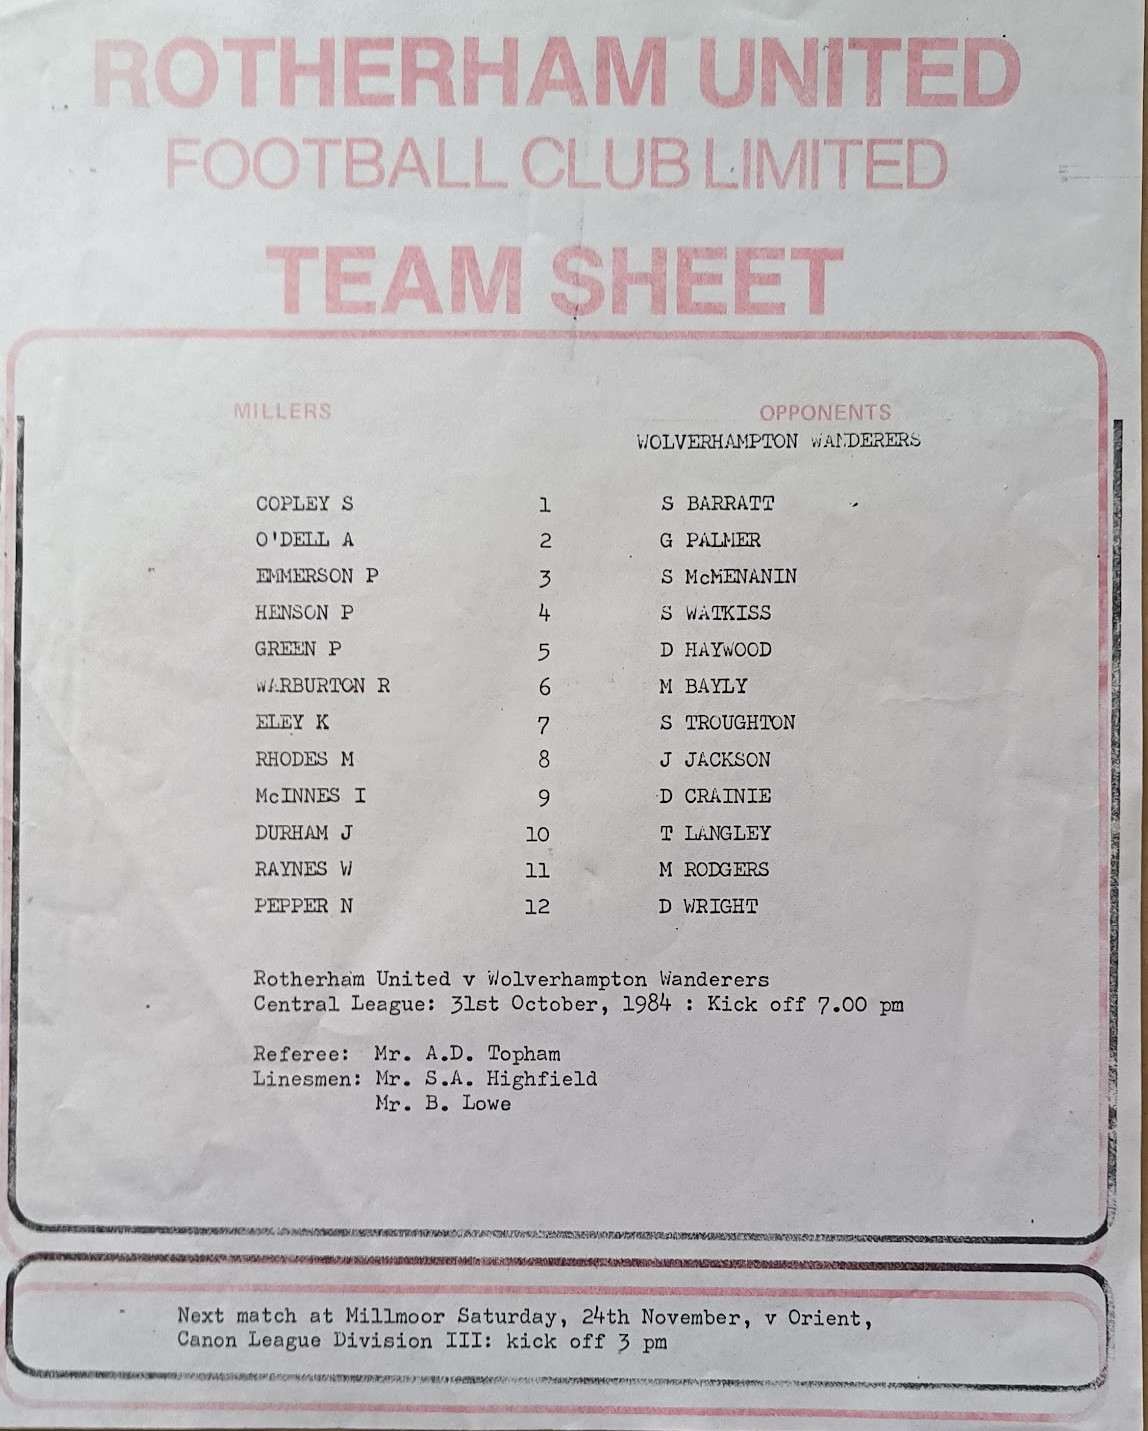 ROTHERHAM UNITED
FOOTBALL CLUB LIMITED
TEAM SHEET
MILLERS OPPONENTS
WOLVERHAMPTON WANDERERS
COPLEY S 1 S BARRATT
O'DELL A 2 G PALMER
EMMERSON P 3 S McMENANIN
HENSON P 4 S WATKISS
GREEN P 5 D HAYWOOD
WARBURTON R 6 M BAYLY
ELEY K 7 S TROUGHTON
RHODES M 8 J JACKSON
McINNES I 9 D CRAINIE
DURHAM J 10 T LANGLEY
RAYNES W 11 M RODGERS
PEPPER N 12 D WRIGHT
Rotherham United v Wolverhampton Wanderers
Central League: 31st October, 1984 : Kick off 7.00 pm
Referee: Mr. A.D. Topham
Linesmen: Mr. S.A. Highfield
Mr. B. Lowe
Next match at Millmoor Saturday, 24th November, v Orient,
Canon League Division III: kick off 3 pm